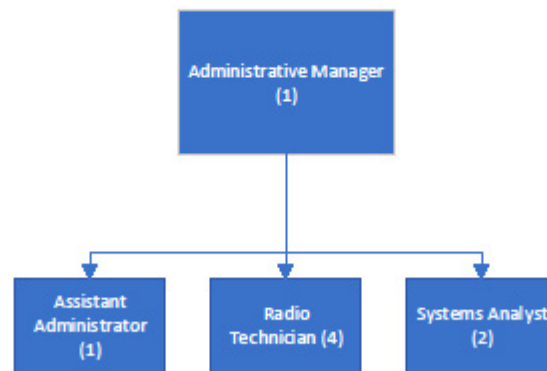 Administrative Manager
(1)
Assistant
Administrator
(1)
Radio
Technician (4)
Systems Analyst
(2)